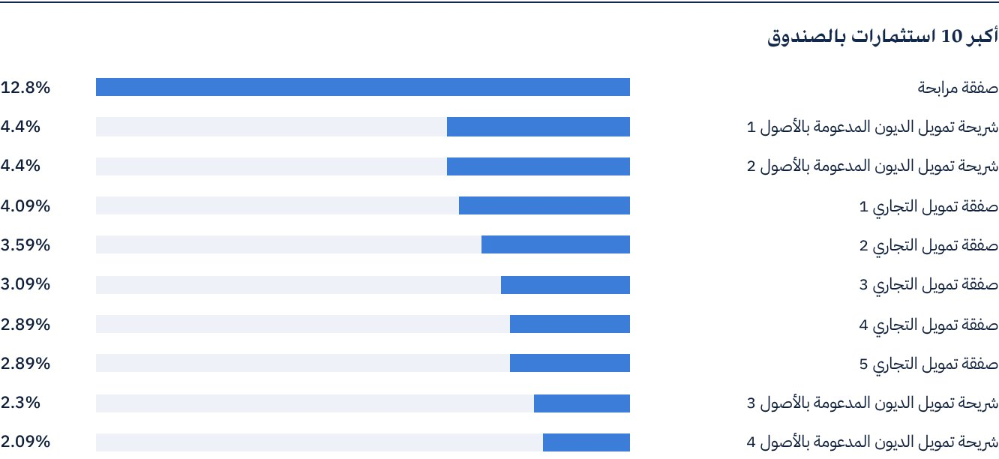 أكبر 10 استثمارات بالصندوق
صفقة مرابحة 12.8%
شريحة تمويل الديون المدعومة بالأصول 1 4.4%
شريحة تمويل الديون المدعومة بالأصول 2 4.4%
صفقة تمويل التجاري 1 4.09%
صفقة تمويل التجاري 2 3.59%
صفقة تمويل التجاري 3 3.09%
صفقة تمويل التجاري 4 2.89%
صفقة تمويل التجاري 5 2.89%
شريحة تمويل الديون المدعومة بالأصول 3 2.3%
شريحة تمويل الديون المدعومة بالأصول 4 2.09%